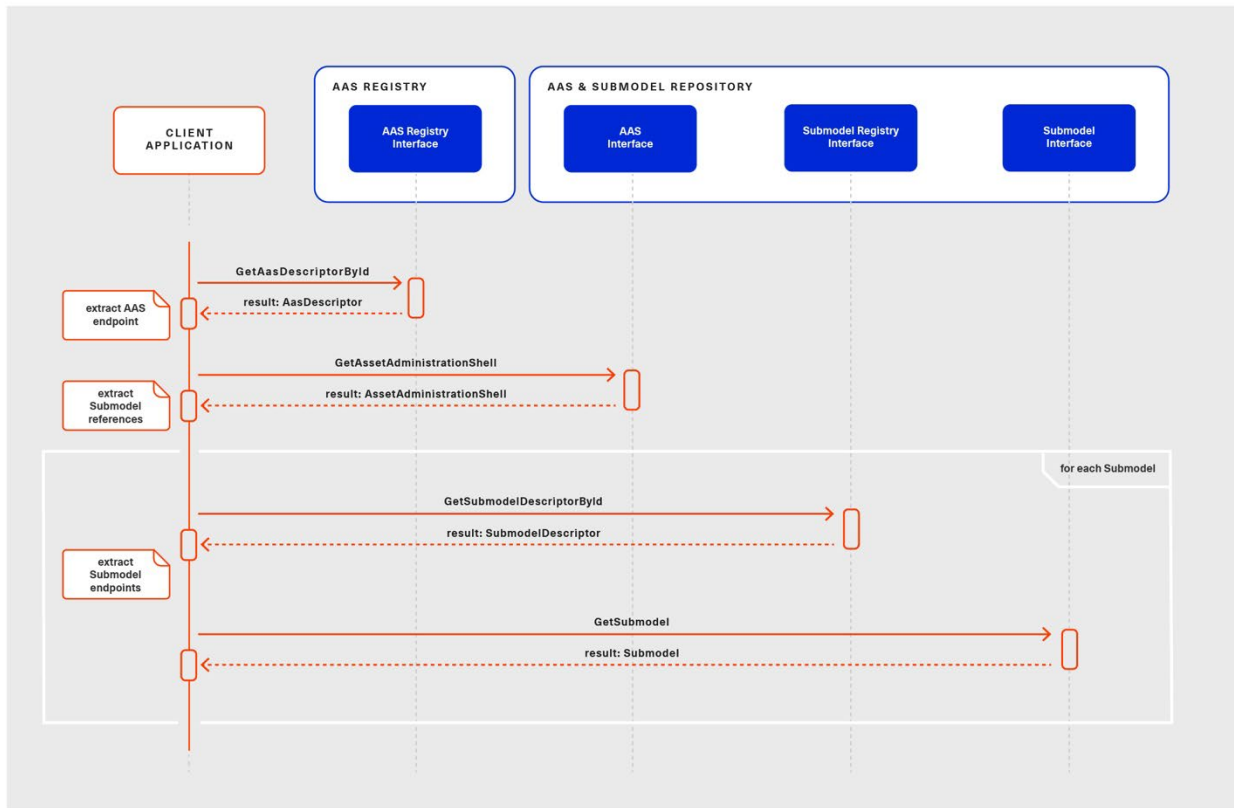 AAS REGISTRY
AAS & SUBMODEL REPOSITORY
CLIENT
APPLICATION
AAS Registry
Interface
AAS
Interface
Submodel Registry
Interface
Submodel
Interface
GetAasDescriptorById
result: AasDescriptor
extract AAS
endpoint
GetAssetAdministrationShell
result: AssetAdministrationShell
extract
Submodel
references
for each Submodel
GetSubmodelDescriptorById
result: SubmodelDescriptor
extract
Submodel
endpoints
GetSubmodel
result: Submodel